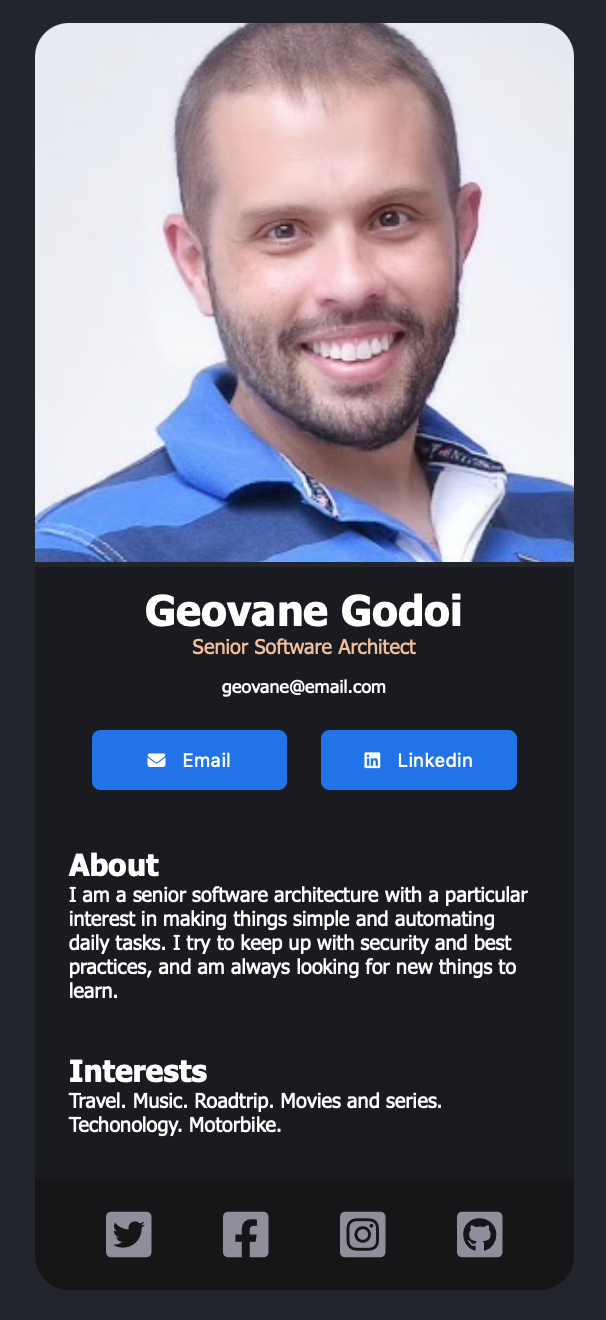 Geovane Godoi
Senior Software Architect
geovane@email.com
Email
Linkedin
About
I am a senior software architecture with a particular
interest in making things simple and automating
daily tasks. I try to keep up with security and best
practices, and am always looking for new things to
learn.
Interests
Travel. Music. Roadtrip. Movies and series.
Techonology. Motorbike.